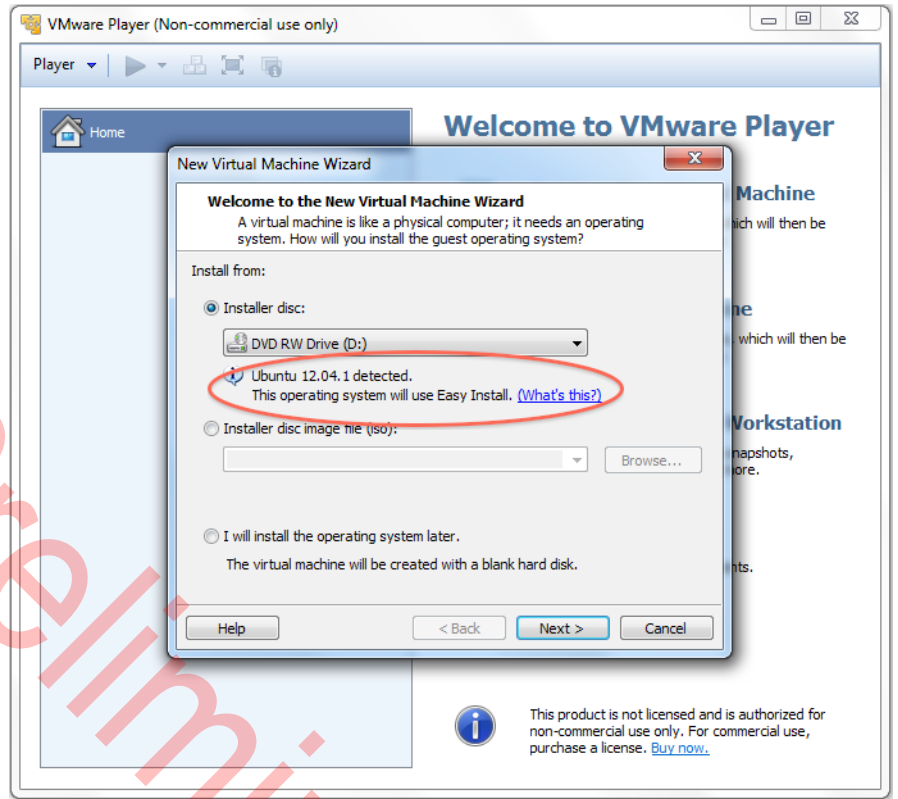 VMware Player (Non-commercial use only)
Player
Home
Welcome to VMware Player
Machine
which will then be
which will then be
Workstation
snapshots,
more.
New Virtual Machine Wizard
Welcome to the New Virtual Machine Wizard
A virtual machine is like a physical computer; it needs an operating
system. How will you install the guest operating system?
Install from:
Installer disc:
DVD RW Drive (D:)
Ubuntu 12.04.1 detected.
This operating system will use Easy Install. (What's this?)
Installer disc image file (iso):
Browse...
I will install the operating system later.
The virtual machine will be created with a blank hard disk.
Help
< Back
Next >
Cancel
This product is not licensed and is authorized for
non-commercial use only. For commercial use,
purchase a license. Buy now.
relimi